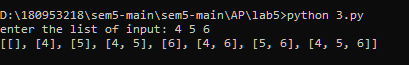 D:\180953218\sem5-main\sem5-main\AP\lab5>python 3.py
enter the list of input: 4 5 6
[[], [4], [5], [4, 5], [6], [4, 6], [5, 6], [4, 5, 6]]